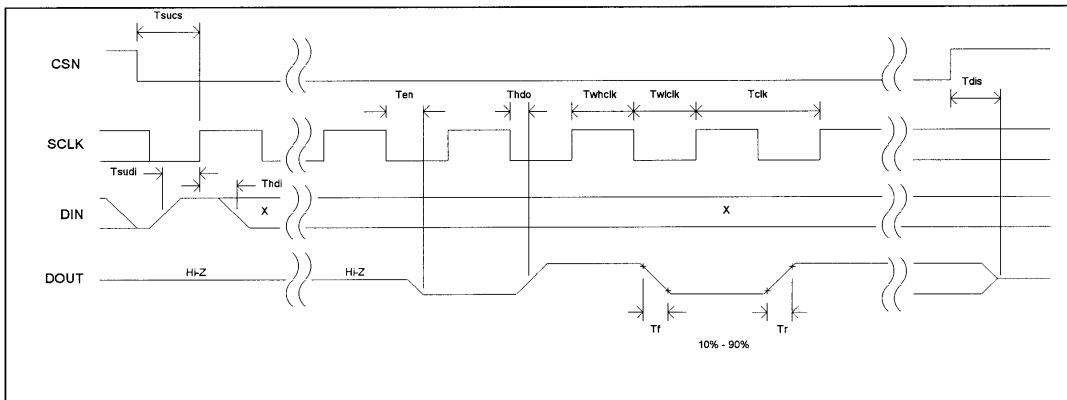 Tsucs
CSN
Tdis
Ten
Thdo
Twhclk
Twlclk
Tclk
SCLK
Tsudi
Thdi
DIN
X
X
DOUT
Hi-Z
Hi-Z
Tf
Tr
10% - 90%